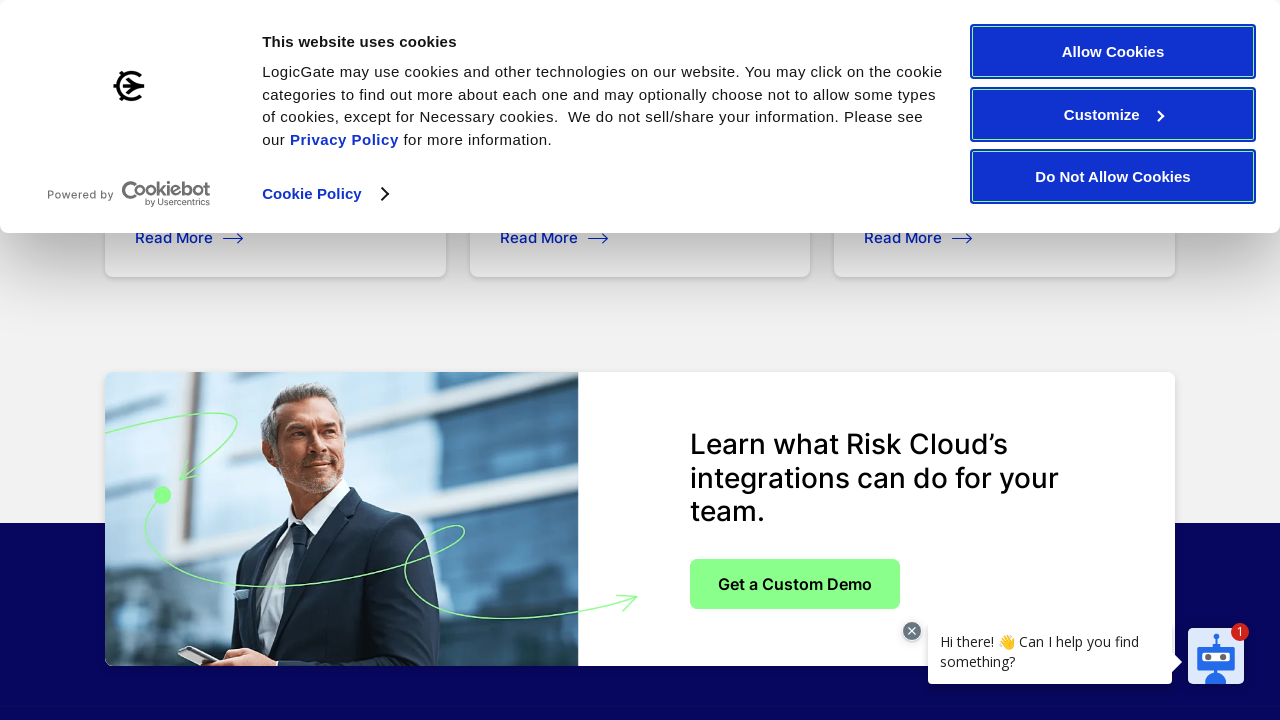 This website uses cookies
LogicGate may use cookies and other technologies on our website. You may click on the cookie
categories to find out more about each one and may optionally choose not to allow some types
of cookies, except for Necessary cookies.  We do not sell/share your information. Please see
our Privacy Policy for more information.
Cookie Policy
Powered by Cookiebot
by Usercentrics
Allow Cookies
Customize
Do Not Allow Cookies
Read More
Read More
Read More
Learn what Risk Cloud’s
integrations can do for your
team.
Get a Custom Demo
Hi there! 👋 Can I help you find
something?
1